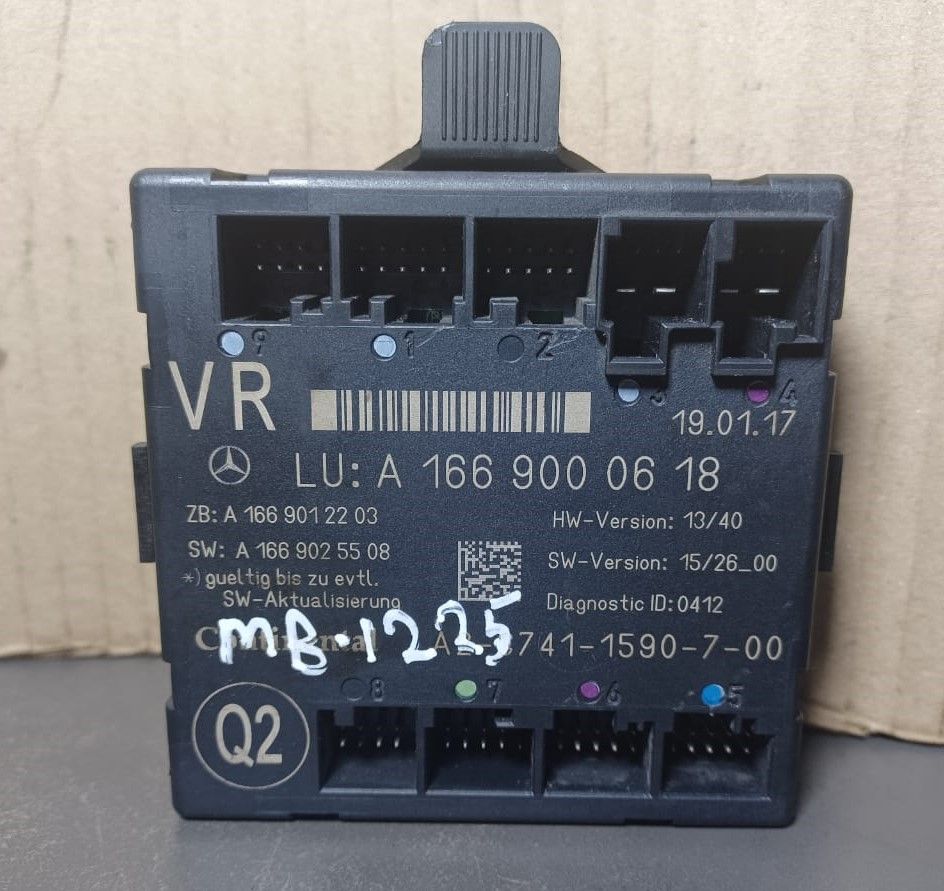 9 1 2
3 4
VR
19.01.17
LU: A 166 900 06 18
ZB: A 166 901 22 03
HW-Version: 13/40
SW: A 166 902 55 08
SW-Version: 15/26_00
*) gueltig bis zu evtl.
SW-Aktualisierung
Diagnostic ID: 0412
MB-1225
Continental
741-1590-7-00
8 7 6 5
Q2